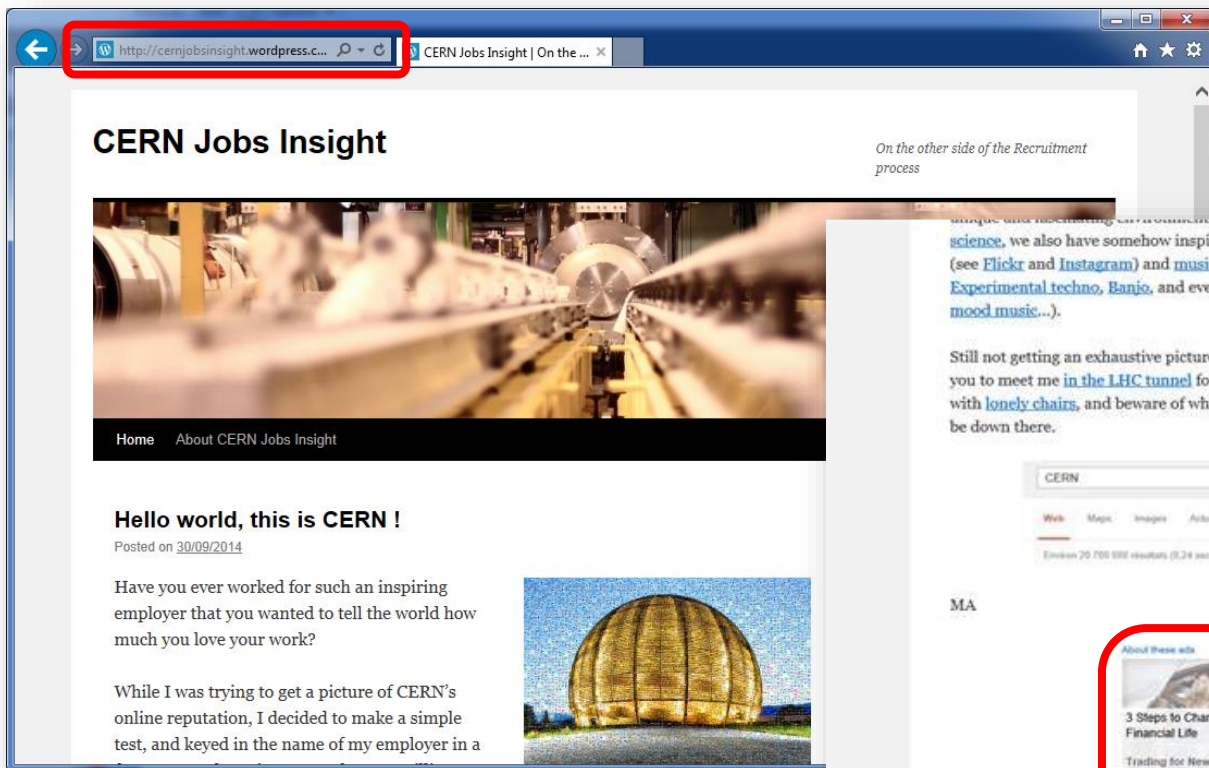 http://cernjobsinsight.wordpress.c...
CERN Jobs Insight | On the ...
CERN Jobs Insight
On the other side of the Recruitment
process
Home About CERN Jobs Insight
Hello world, this is CERN !
Posted on 30/09/2014
Have you ever worked for such an inspiring
employer that you wanted to tell the world how
much you love your work?
While I was trying to get a picture of CERN's
online reputation, I decided to make a simple
test, and keyed in the name of my employer in a
science, we also have somehow inspi
(see Flickr and Instagram) and musi
Experimental techno, Banjo, and eve
mood music...).
Still not getting an exhaustive picture
you to meet me in the LHC tunnel fo
with lonely chairs, and beware of wh
be down there.
CERN
Web Maps Images Actu
MA
About these ads
3 Steps to Char
Financial Life
Trading for New